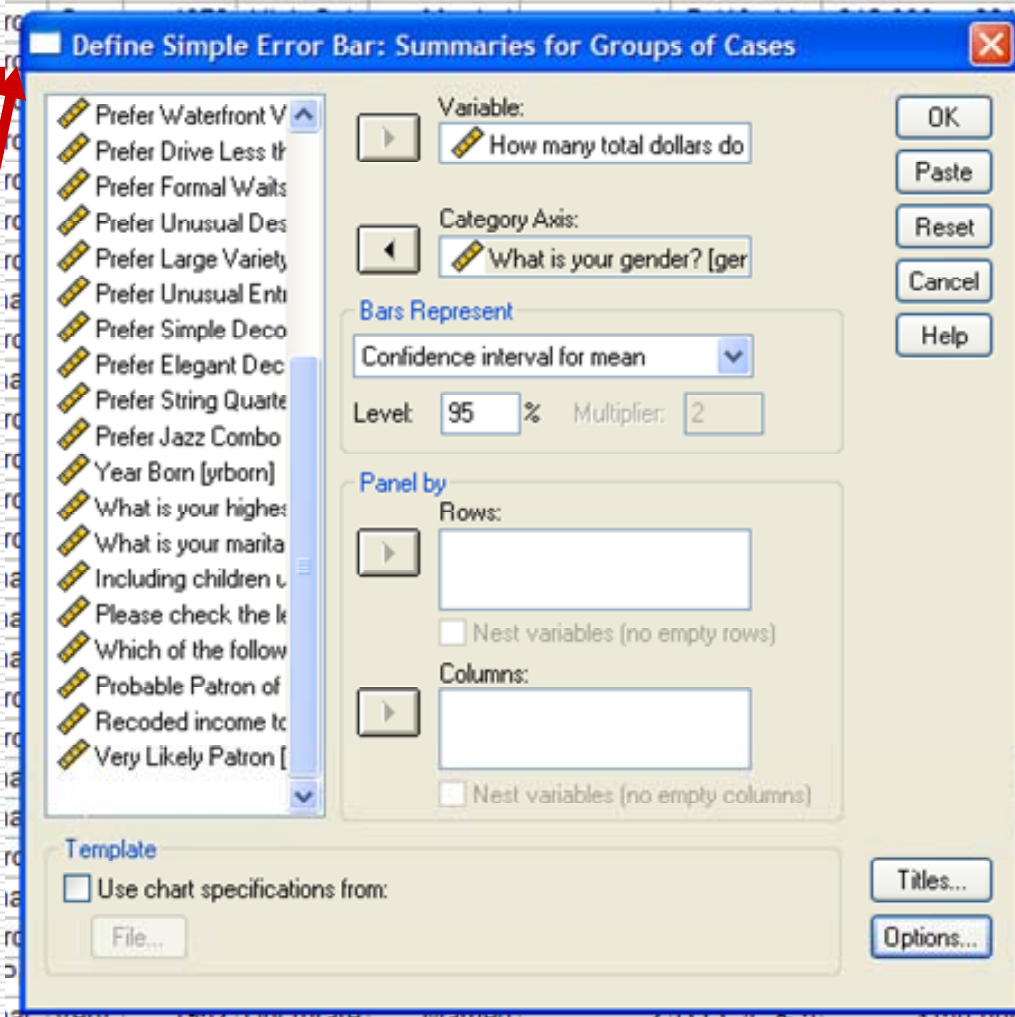 Define Simple Error Bar: Summaries for Groups of Cases
Prefer Waterfront V
Prefer Drive Less th
Prefer Formal Waits
Prefer Unusual Des
Prefer Large Variety
Prefer Unusual Entr
Prefer Simple Deco
Prefer Elegant Dec
Prefer String Quarte
Prefer Jazz Combo
Year Born [yrborn]
What is your highes
What is your marita
Including children u
Please check the le
Which of the follow
Probable Patron of
Recoded income to
Very Likely Patron [
Variable:
How many total dollars do
Category Axis:
What is your gender? [ger
Bars Represent
Confidence interval for mean
Level: 95 % Multiplier: 2
Panel by
Rows:
Nest variables (no empty rows)
Columns:
Nest variables (no empty columns)
OK
Paste
Reset
Cancel
Help
Template
Use chart specifications from:
File...
Titles...
Options...